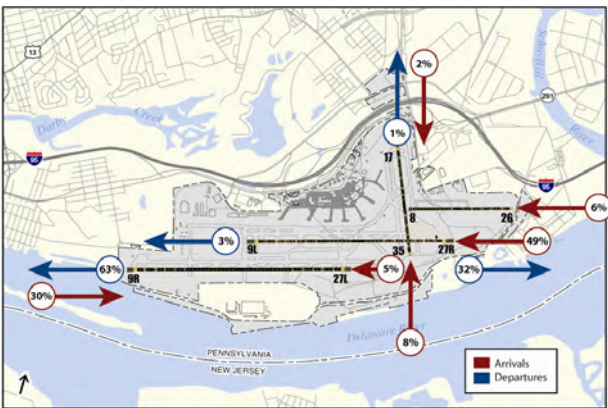 2%
13
Schuylkill
River
291
Darby
Creek
1%
95
17
95
8
26
6%
3%
9L
35
27R
49%
63%
9R
27L
5%
32%
30%
Delaware River
8%
PENNSYLVANIA
NEW JERSEY
Arrivals
Departures